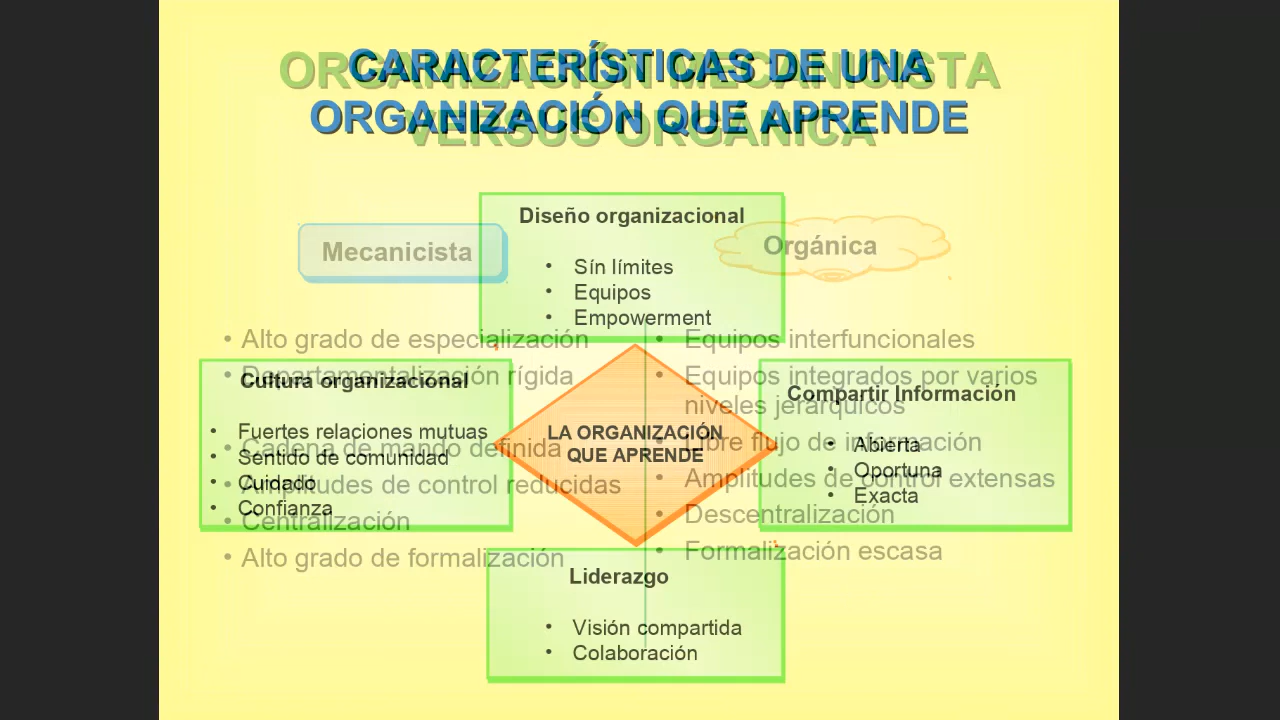 CARACTERÍSTICAS DE UNA
ORGANIZACIÓN QUE APRENDE
ORGANIZACIÓN MECANICISTA
VERSUS ORGÁNICA
Diseño organizacional
• Sín límites
• Equipos
• Empowerment
Cultura organizacional
• Fuertes relaciones mutuas
• Sentido de comunidad
• Cuidado
• Confianza
LA ORGANIZACIÓN
QUE APRENDE
Compartir Información
• Abierta
• Oportuna
• Exacta
Liderazgo
• Visión compartida
• Colaboración
Mecanicista
• Alto grado de especialización
• Departamentalización rígida
• Cadena de mando definida
• Amplitudes de control reducidas
• Centralización
• Alto grado de formalización
Orgánica
• Equipos interfuncionales
• Equipos integrados por varios
niveles jerárquicos
• Libre flujo de información
• Amplitudes de control extensas
• Descentralización
• Formalización escasa